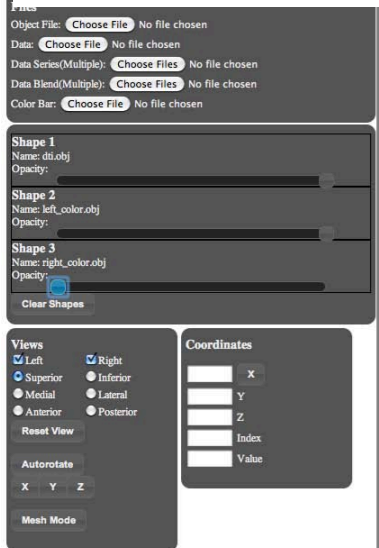 Files
Object File: Choose File No file chosen
Data: Choose File No file chosen
Data Series(Multiple): Choose Files No file chosen
Data Blend(Multiple): Choose Files No file chosen
Color Bar: Choose File No file chosen
Shape 1
Name: dti.obj
Opacity:
Shape 2
Name: left_color.obj
Opacity:
Shape 3
Name: right_color.obj
Opacity:
Clear Shapes
Views
Left Right
Superior Inferior
Medial Lateral
Anterior Posterior
Reset View
Autorotate
X Y Z
Mesh Mode
Coordinates
X
Y
Z
Index
Value